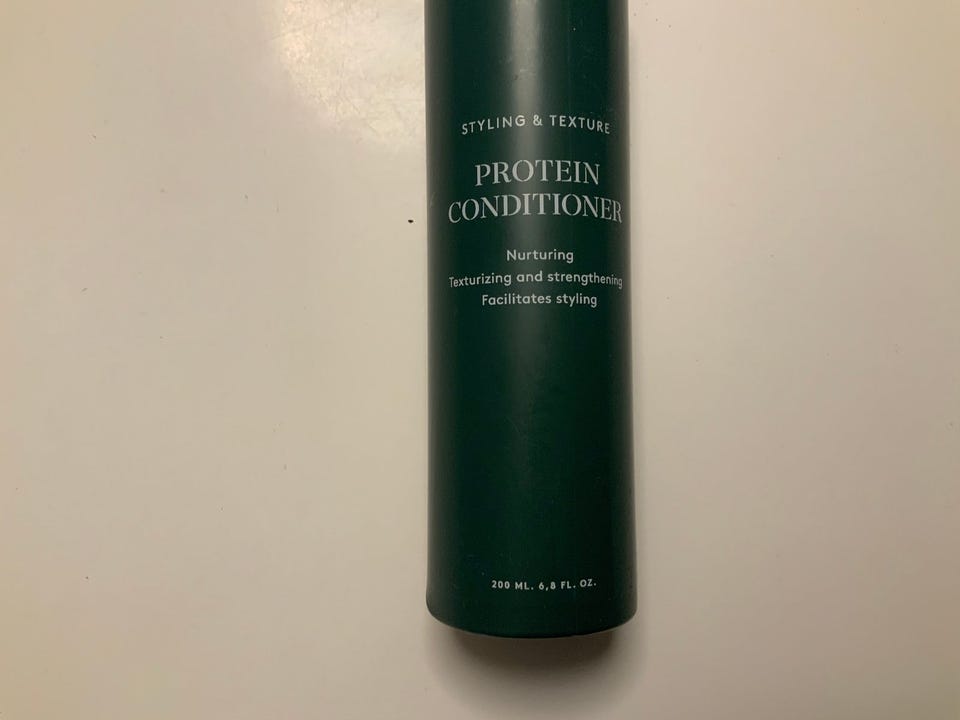 STYLING & TEXTURE
PROTEIN
CONDITIONER
Nurturing
Texturizing and strengthening
Facilitates styling
200 ML. 6,8 FL. OZ.